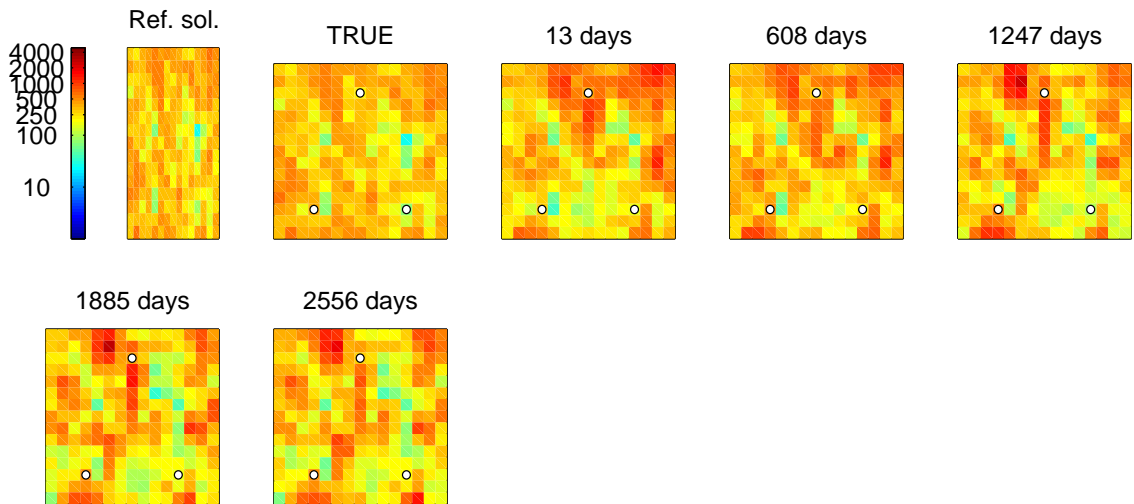 Ref. sol.
TRUE
13 days
608 days
1247 days
4000
2000
1000
500
250
100
10
1885 days
2556 days